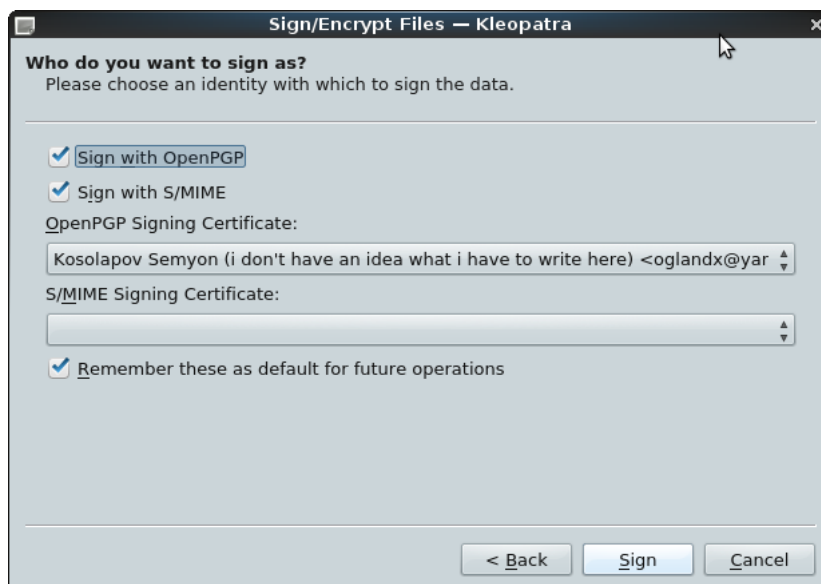 Sign/Encrypt Files — Kleopatra
Who do you want to sign as?
Please choose an identity with which to sign the data.
Sign with OpenPGP
Sign with S/MIME
OpenPGP Signing Certificate:
Kosolapov Semyon (i don't have an idea what i have to write here) <oglandx@yar
S/MIME Signing Certificate:
Remember these as default for future operations
< Back Sign Cancel